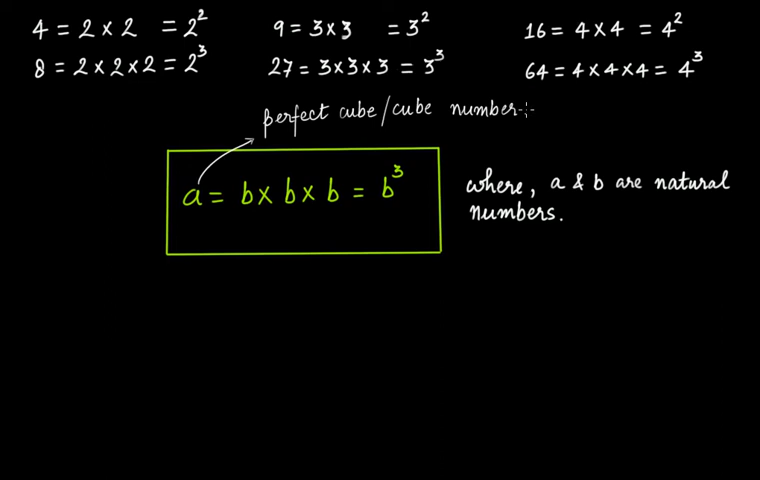 4 = 2 × 2 = 2² 9 = 3×3 = 3² 16 = 4 × 4 = 4²
8 = 2 × 2 × 2 = 2³ 27 = 3×3×3 = 3³ 64 = 4 × 4 × 4 = 4³
perfect cube/cube number
a = b × b × b = b³
where, a & b are natural
numbers.